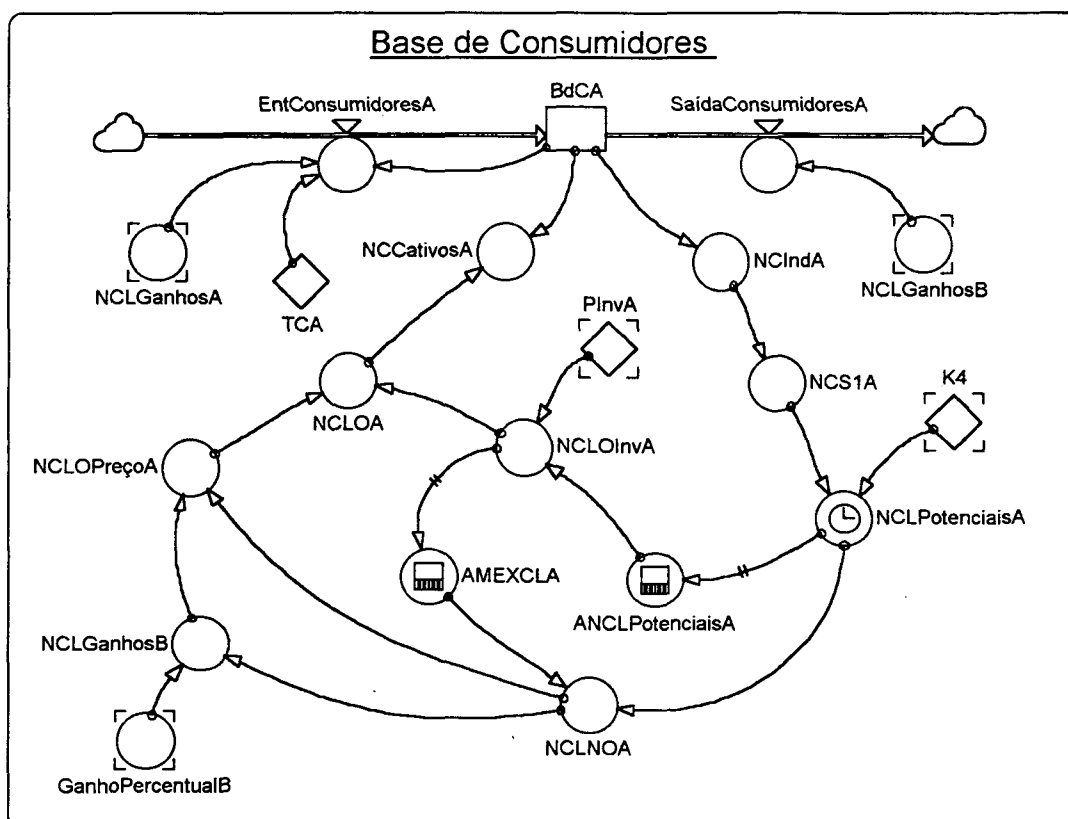 Base de Consumidores
BdCA
EntConsumidoresA
SaídaConsumidoresA
NCCativosA
NCIndA
NCLGanhosA
TCA
NCLGanhosB
PInvA
NCS1A
K4
NCLOA
NCLOInvA
NCLOPreçoA
NCLPotenciaisA
AMEXCLA
ANCLPotenciaisA
NCLGanhosB
NCLNOA
GanhoPercentualB